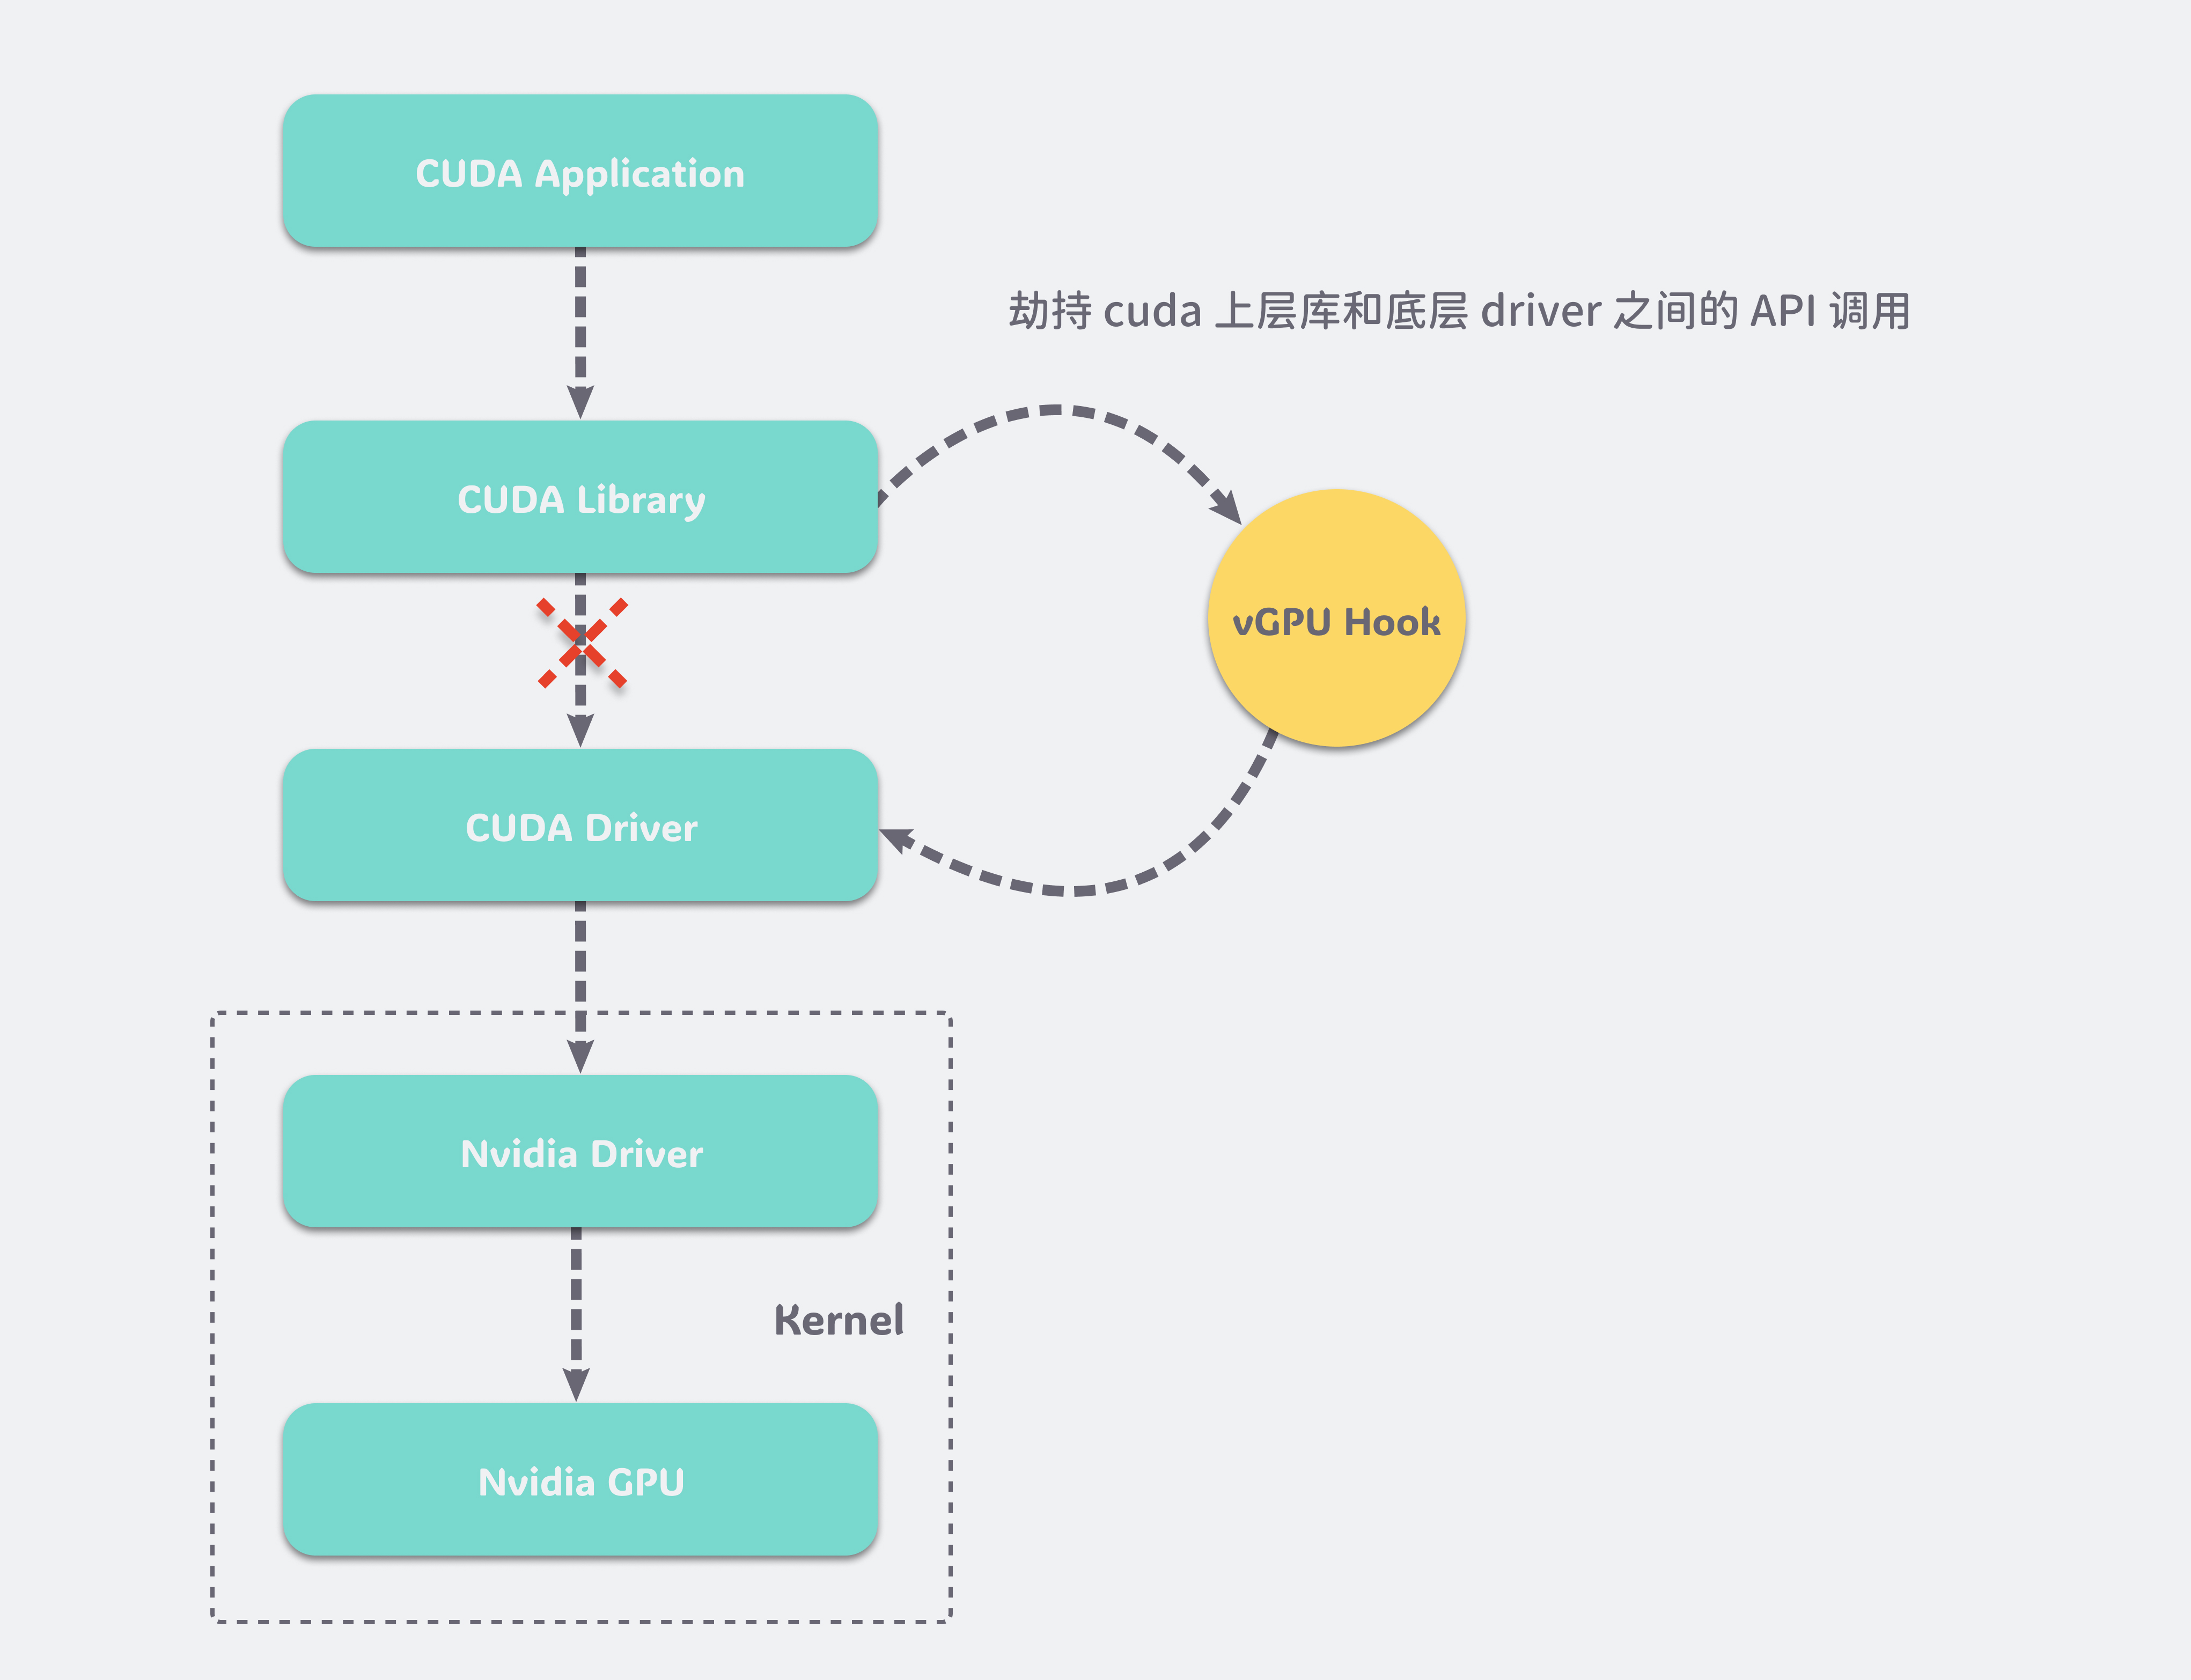 CUDA Application
劫持 cuda 上层库和底层 driver 之间的 API 调用
CUDA Library
vGPU Hook
CUDA Driver
Nvidia Driver
Kernel
Nvidia GPU